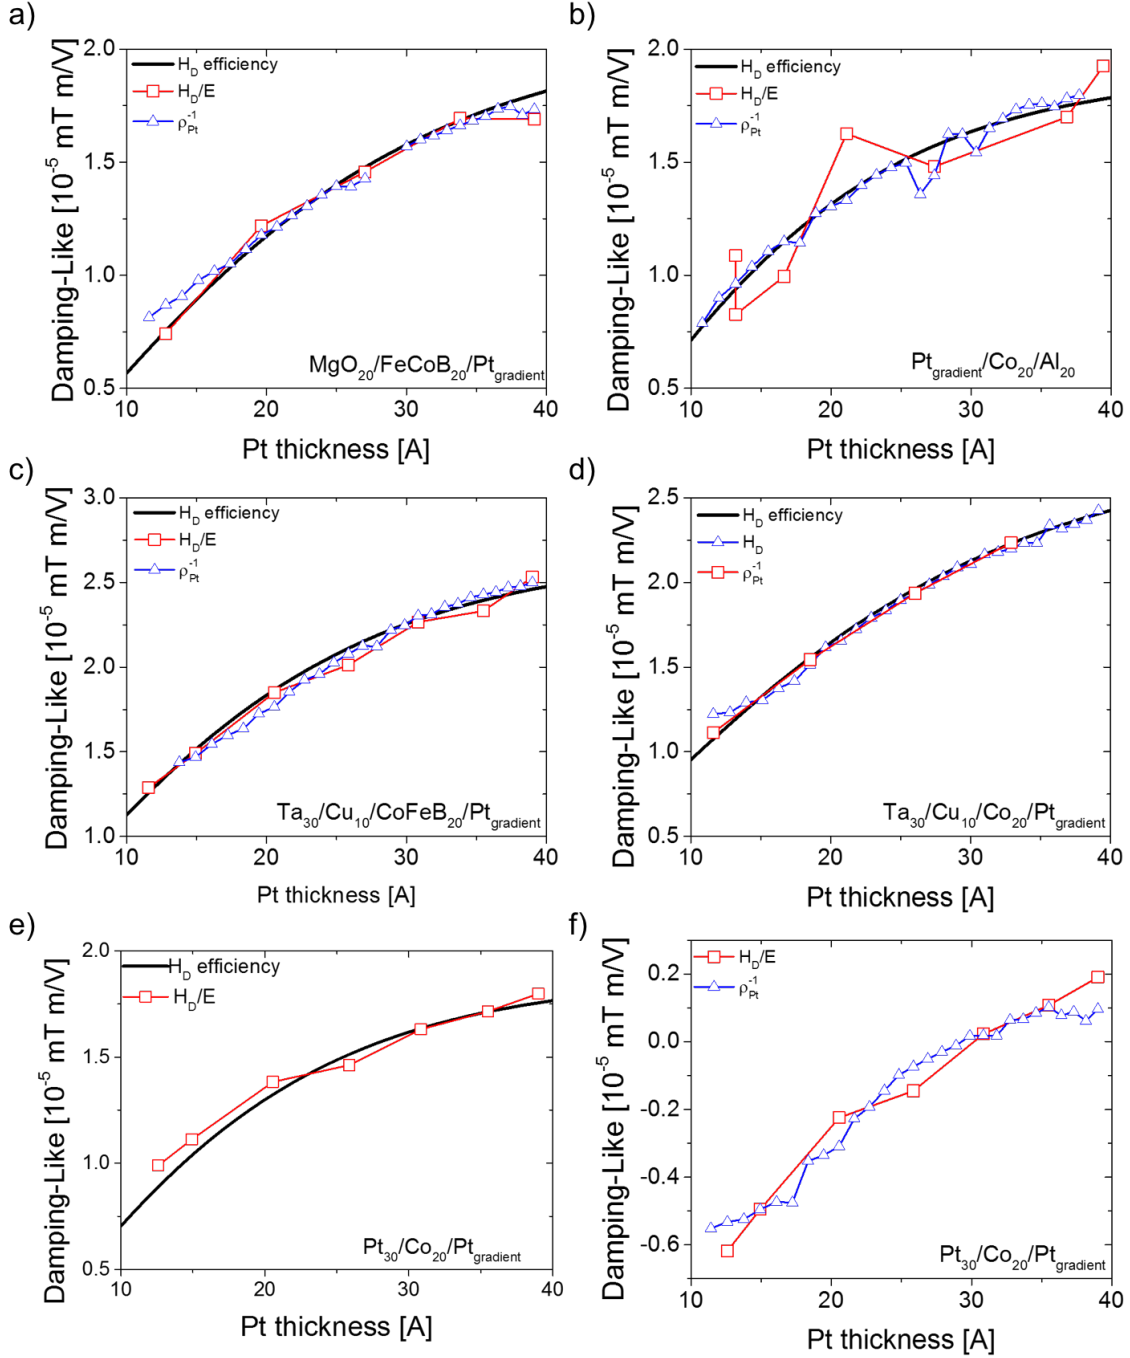 a)
Damping-Like [10⁻⁵ mT m/V]
2.0
1.5
1.0
0.5
H_D efficiency
H_D/E
ρ_Pt⁻¹
MgO₂₀/FeCoB₂₀/Pt_gradient
10 20 30 40
Pt thickness [A]
b)
Damping-Like [10⁻⁵ mT m/V]
2.0
1.5
1.0
0.5
H_D efficiency
H_D/E
ρ_Pt⁻¹
Pt_gradient/Co₂₀/Al₂₀
10 20 30 40
Pt thickness [A]
c)
Damping-Like [10⁻⁵ mT m/V]
3.0
2.5
2.0
1.5
1.0
H_D efficiency
H_D/E
ρ_Pt⁻¹
Ta₃₀/Cu₁₀/CoFeB₂₀/Pt_gradient
10 20 30 40
Pt thickness [A]
d)
Damping-Like [10⁻⁵ mT m/V]
2.5
2.0
1.5
1.0
0.5
H_D efficiency
H_D
ρ_Pt⁻¹
Ta₃₀/Cu₁₀/Co₂₀/Pt_gradient
10 20 30 40
Pt thickness [A]
e)
Damping-Like [10⁻⁵ mT m/V]
2.0
1.5
1.0
0.5
H_D efficiency
H_D/E
Pt₃₀/Co₂₀/Pt_gradient
10 20 30 40
Pt thickness [A]
f)
Damping-Like [10⁻⁵ mT m/V]
0.2
0.0
-0.2
-0.4
-0.6
H_D/E
ρ_Pt⁻¹
Pt₃₀/Co₂₀/Pt_gradient
10 20 30 40
Pt thickness [A]